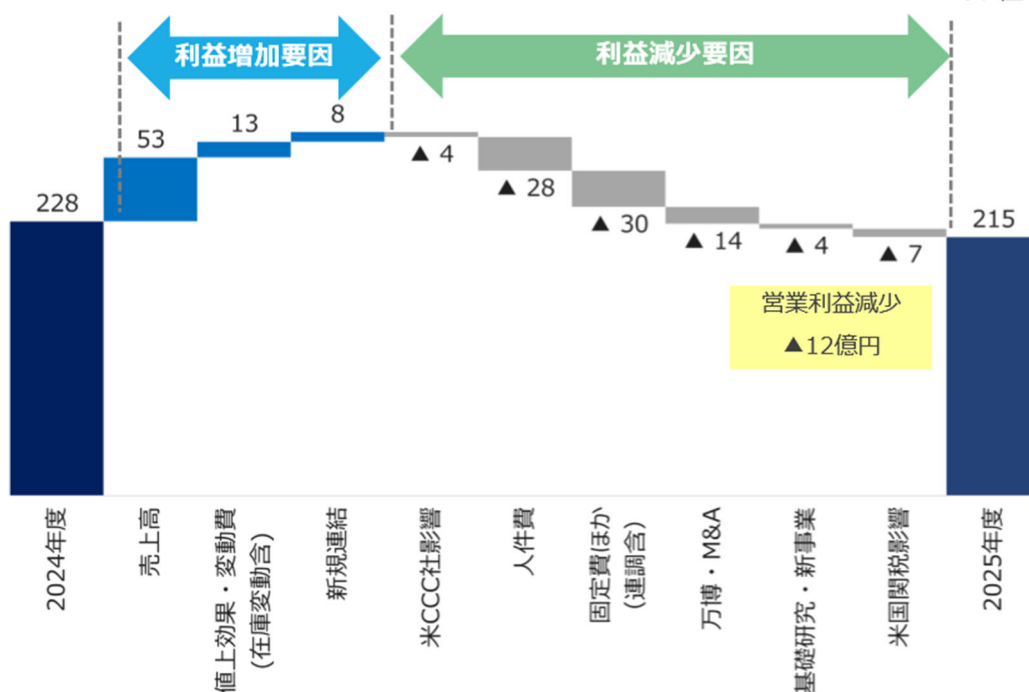 利益増加要因
利益減少要因
228
53
13
8
▲ 4
▲ 28
▲ 30
▲ 14
▲ 4
▲ 7
215
営業利益減少
▲12億円
2024年度
売上高
値上効果・変動費
(在庫変動含)
新規連結
米CCC社影響
人件費
固定費ほか
(連調含)
万博・M&A
基礎研究・新事業
米国関税影響
2025年度